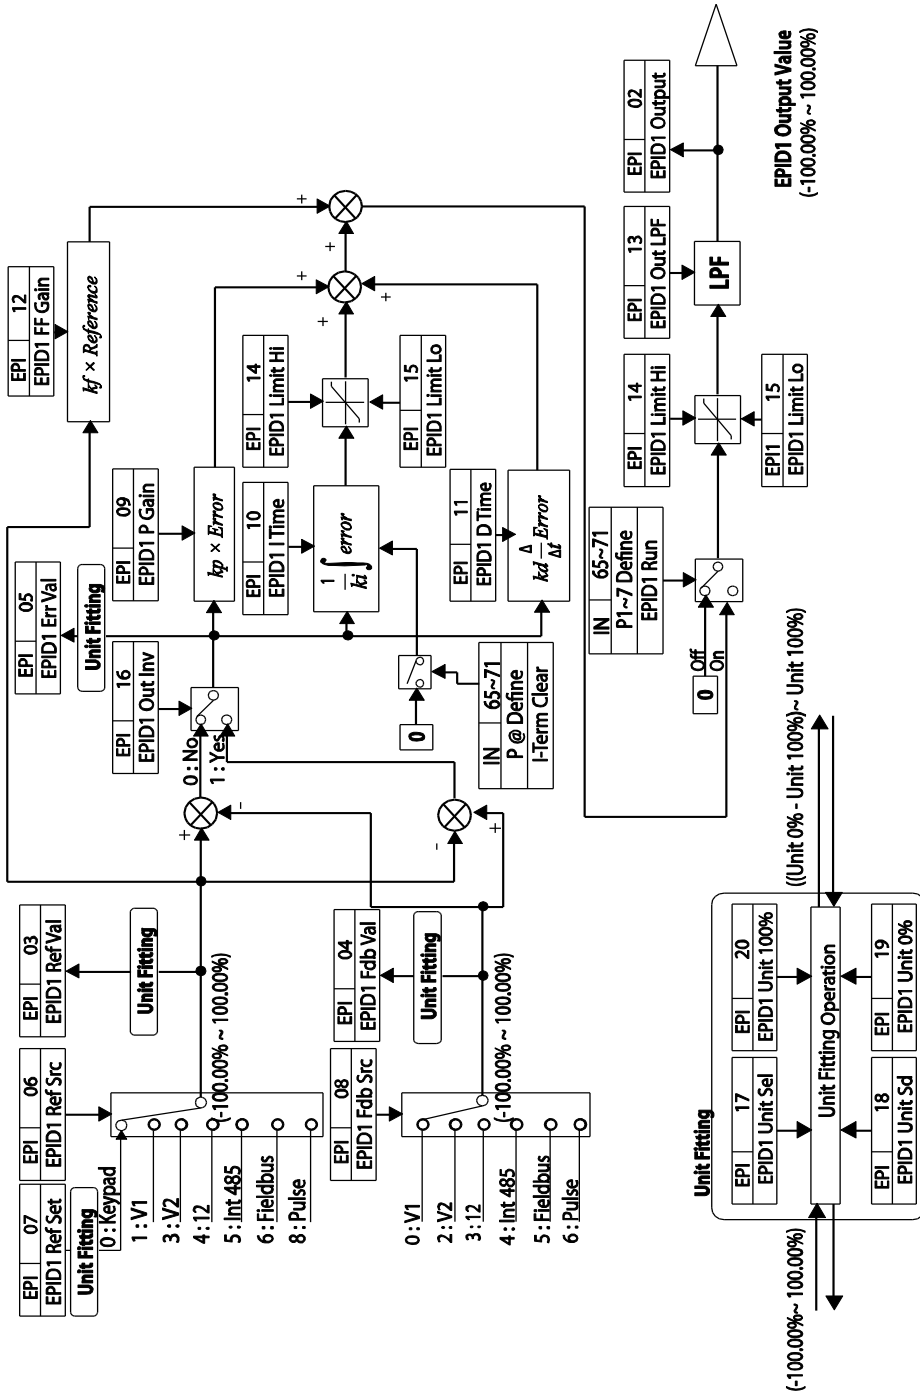 EPI 07
EPID1 Ref Set
Unit Fitting
EPI 06
EPID1 Ref Src
EPI 03
EPID1 Ref Val
Unit Fitting
0 : Keypad
1 : V1
3 : V2
4 : 12
5 : Int 485
6 : Fieldbus
8 : Pulse
(-100.00% ~ 100.00%)
EPI 08
EPID1 Fdb Src
EPI 04
EPID1 Fdb Val
Unit Fitting
0 : V1
2 : V2
3 : 12
4 : Int 485
5 : Fieldbus
6 : Pulse
(-100.00% ~ 100.00%)
+
-
-
+
0 : No
1 : Yes
EPI 16
EPID1 Out Inv
EPI 05
EPID1 Err Val
Unit Fitting
EPI 12
EPID1 FF Gain
kf × Reference
EPI 09
EPID1 P Gain
kp × Error
EPI 10
EPID1 I Time
1/ki ∫ error
EPI 14
EPID1 Limit Hi
EPI 15
EPID1 Limit Lo
EPI 11
EPID1 D Time
kd Δ/Δt Error
0
IN 65~71
P @ Define
I-Term Clear
+
+
+
+
+
IN 65~71
P1~7 Define
EPID1 Run
0
Off
On
EPI 14
EPID1 Limit Hi
EPI1 15
EPID1 Limit Lo
EPI 13
EPID1 Out LPF
LPF
EPI 02
EPID1 Output
EPID1 Output Value
(-100.00% ~ 100.00%)
Unit Fitting
EPI 17
EPID1 Unit Sel
EPI 20
EPID1 Unit 100%
Unit Fitting Operation
EPI 18
EPID1 Unit Sd
EPI 19
EPID1 Unit 0%
(-100.00%~ 100.00%)
((Unit 0% - Unit 100%)~ Unit 100%)